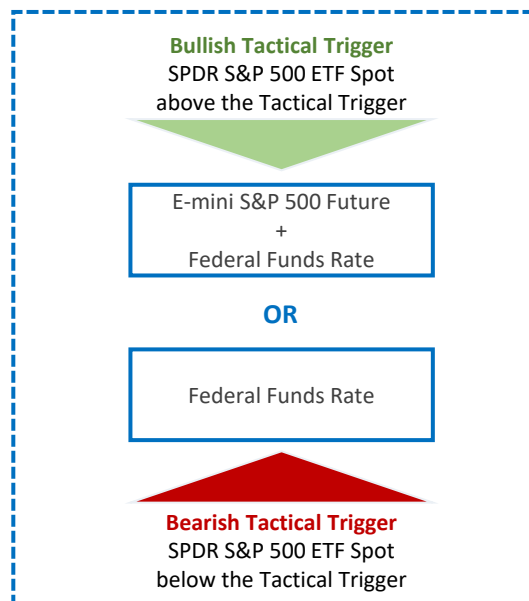 Bullish Tactical Trigger
SPDR S&P 500 ETF Spot
above the Tactical Trigger
E-mini S&P 500 Future
+
Federal Funds Rate
OR
Federal Funds Rate
Bearish Tactical Trigger
SPDR S&P 500 ETF Spot
below the Tactical Trigger